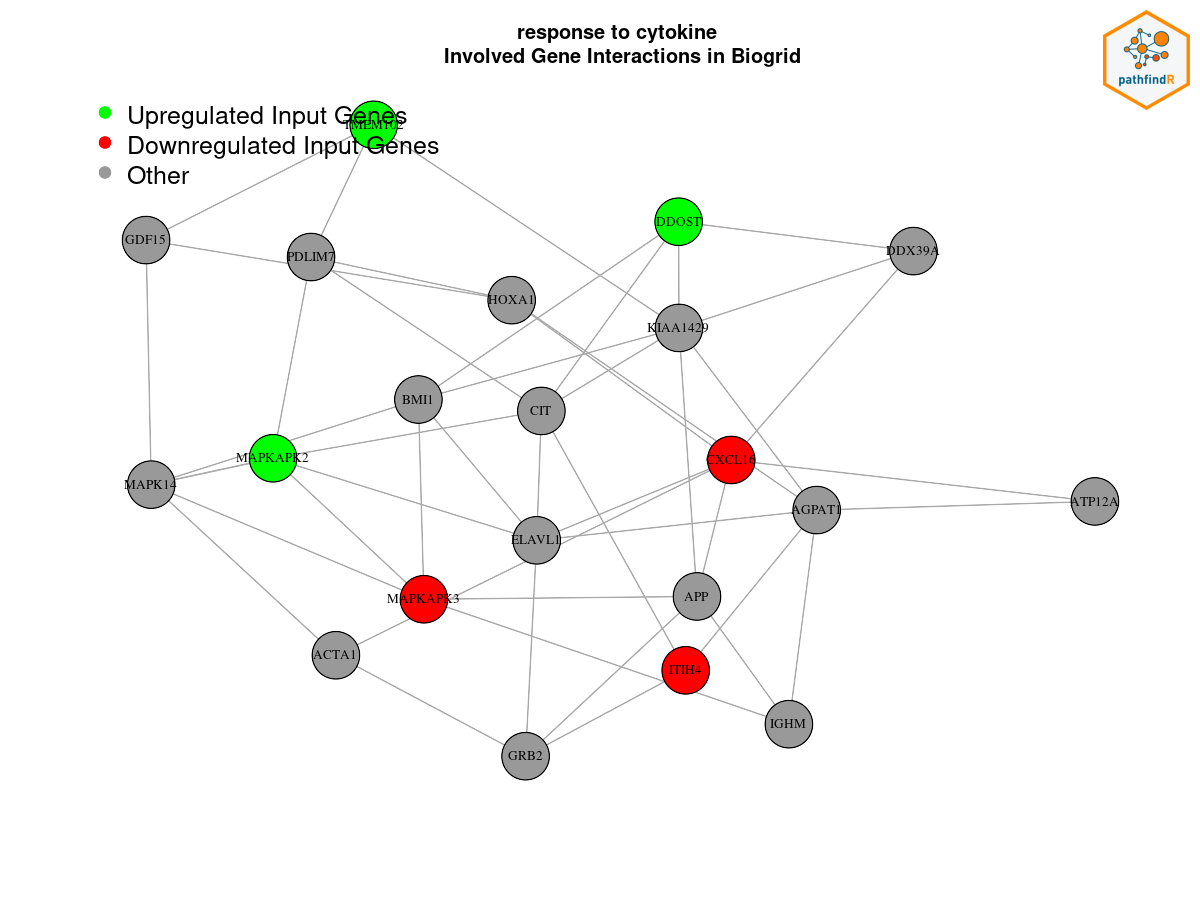 response to cytokine
Involved Gene Interactions in Biogrid
pathfindR
Upregulated Input Genes
TMEM102
Downregulated Input Genes
Other
DDOST
GDF15
DDX39A
PDLIM7
HOXA1
KIAA1429
BMI1
CIT
MAPKAPK2
CXCL16
MAPK14
ATP12A
AGPAT1
ELAVL1
APP
MAPKAPK3
ACTA1
ITIH4
IGHM
GRB2